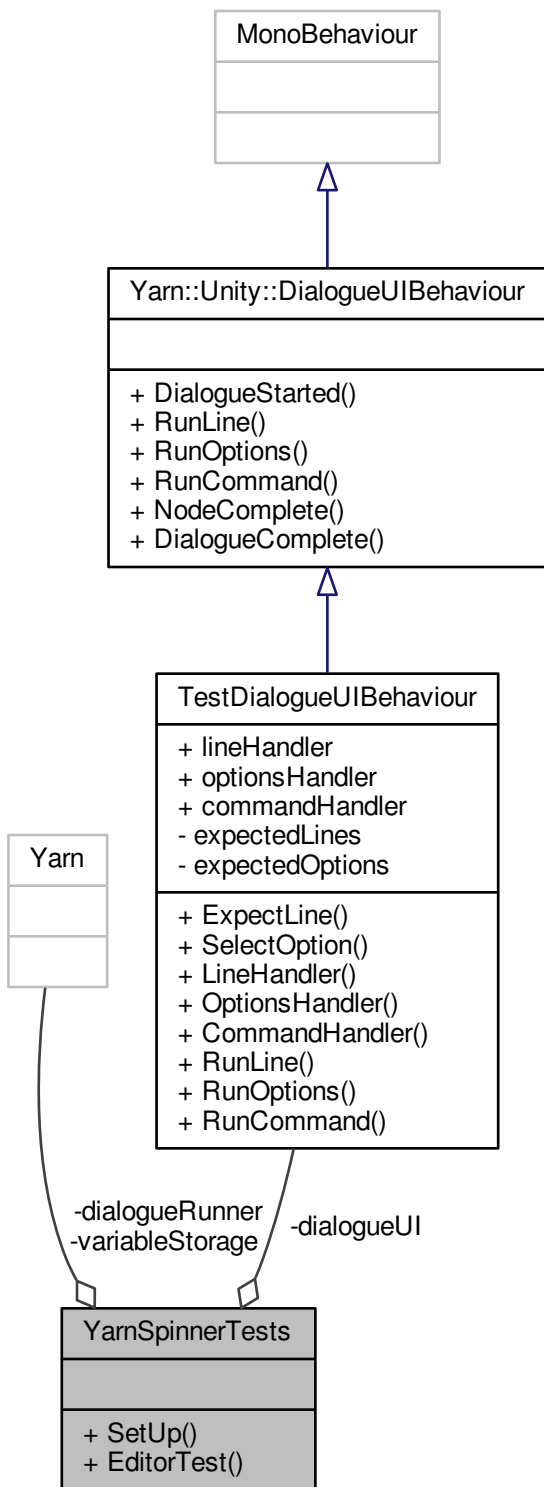 MonoBehaviour
Yarn::Unity::DialogueUIBehaviour
+ DialogueStarted()
+ RunLine()
+ RunOptions()
+ RunCommand()
+ NodeComplete()
+ DialogueComplete()
TestDialogueUIBehaviour
+ lineHandler
+ optionsHandler
+ commandHandler
- expectedLines
- expectedOptions
+ ExpectLine()
+ SelectOption()
+ LineHandler()
+ OptionsHandler()
+ CommandHandler()
+ RunLine()
+ RunOptions()
+ RunCommand()
Yarn
-dialogueRunner
-variableStorage
-dialogueUI
YarnSpinnerTests
+ SetUp()
+ EditorTest()